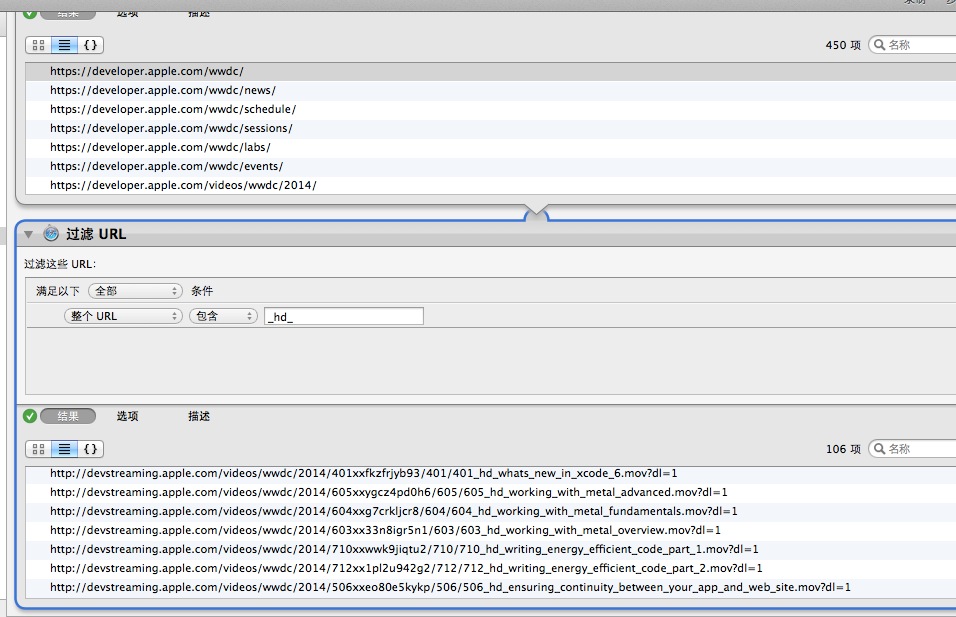 结果 选项 描述
{} 450 项 名称
https://developer.apple.com/wwdc/
https://developer.apple.com/wwdc/news/
https://developer.apple.com/wwdc/schedule/
https://developer.apple.com/wwdc/sessions/
https://developer.apple.com/wwdc/labs/
https://developer.apple.com/wwdc/events/
https://developer.apple.com/videos/wwdc/2014/
过滤 URL
过滤这些 URL:
满足以下 全部 条件
整个 URL 包含 _hd_
结果 选项 描述
{} 106 项 名称
http://devstreaming.apple.com/videos/wwdc/2014/401xxfkzfrjyb93/401/401_hd_whats_new_in_xcode_6.mov?dl=1
http://devstreaming.apple.com/videos/wwdc/2014/605xxygcz4pd0h6/605/605_hd_working_with_metal_advanced.mov?dl=1
http://devstreaming.apple.com/videos/wwdc/2014/604xxg7crkljcr8/604/604_hd_working_with_metal_fundamentals.mov?dl=1
http://devstreaming.apple.com/videos/wwdc/2014/603xx33n8igr5n1/603/603_hd_working_with_metal_overview.mov?dl=1
http://devstreaming.apple.com/videos/wwdc/2014/710xxwwk9jiqtu2/710/710_hd_writing_energy_efficient_code_part_1.mov?dl=1
http://devstreaming.apple.com/videos/wwdc/2014/712xx1pl2u942g2/712/712_hd_writing_energy_efficient_code_part_2.mov?dl=1
http://devstreaming.apple.com/videos/wwdc/2014/506xxeo80e5kykp/506/506_hd_ensuring_continuity_between_your_app_and_web_site.mov?dl=1